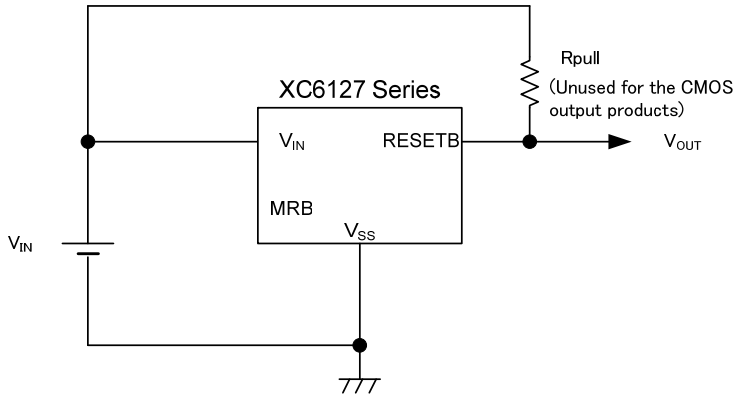 Rpull
(Unused for the CMOS
output products)
XC6127 Series
VIN
RESETB
VOUT
MRB
VSS
VIN